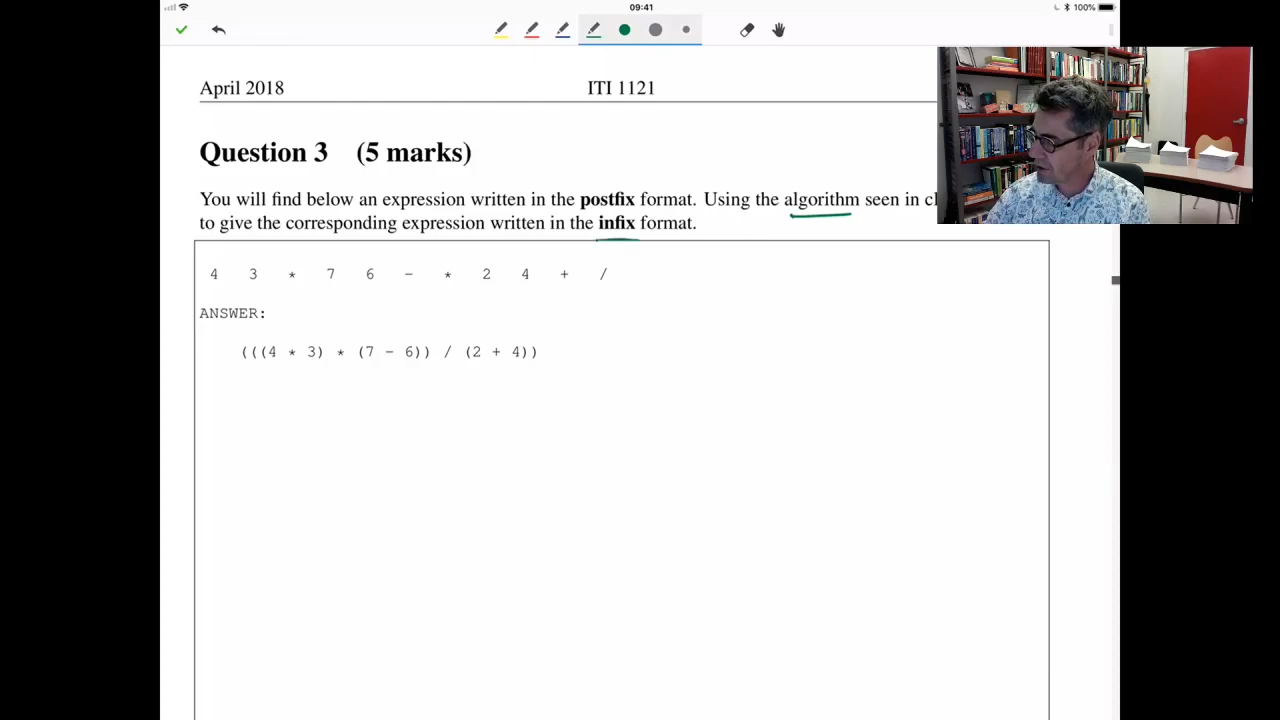 09:41
100%
April 2018 ITI 1121
Question 3 (5 marks)
You will find below an expression written in the postfix format. Using the algorithm seen in
to give the corresponding expression written in the infix format.
4 3 * 7 6 - * 2 4 + /
ANSWER:
(((4 * 3) * (7 - 6)) / (2 + 4))